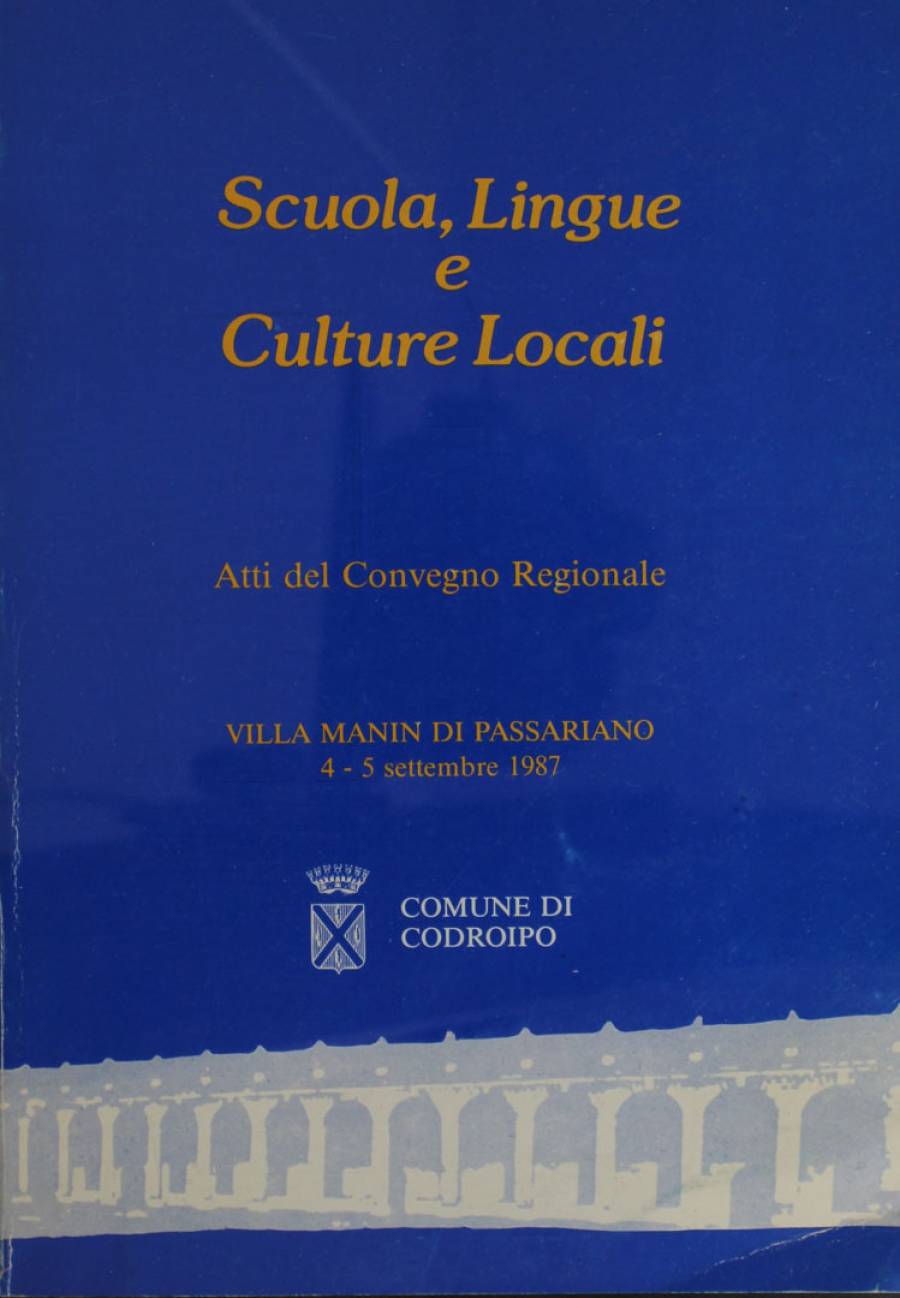 Scuola, Lingue
e
Culture Locali
Atti del Convegno Regionale
VILLA MANIN DI PASSARIANO
4 - 5 settembre 1987
COMUNE DI
CODROIPO